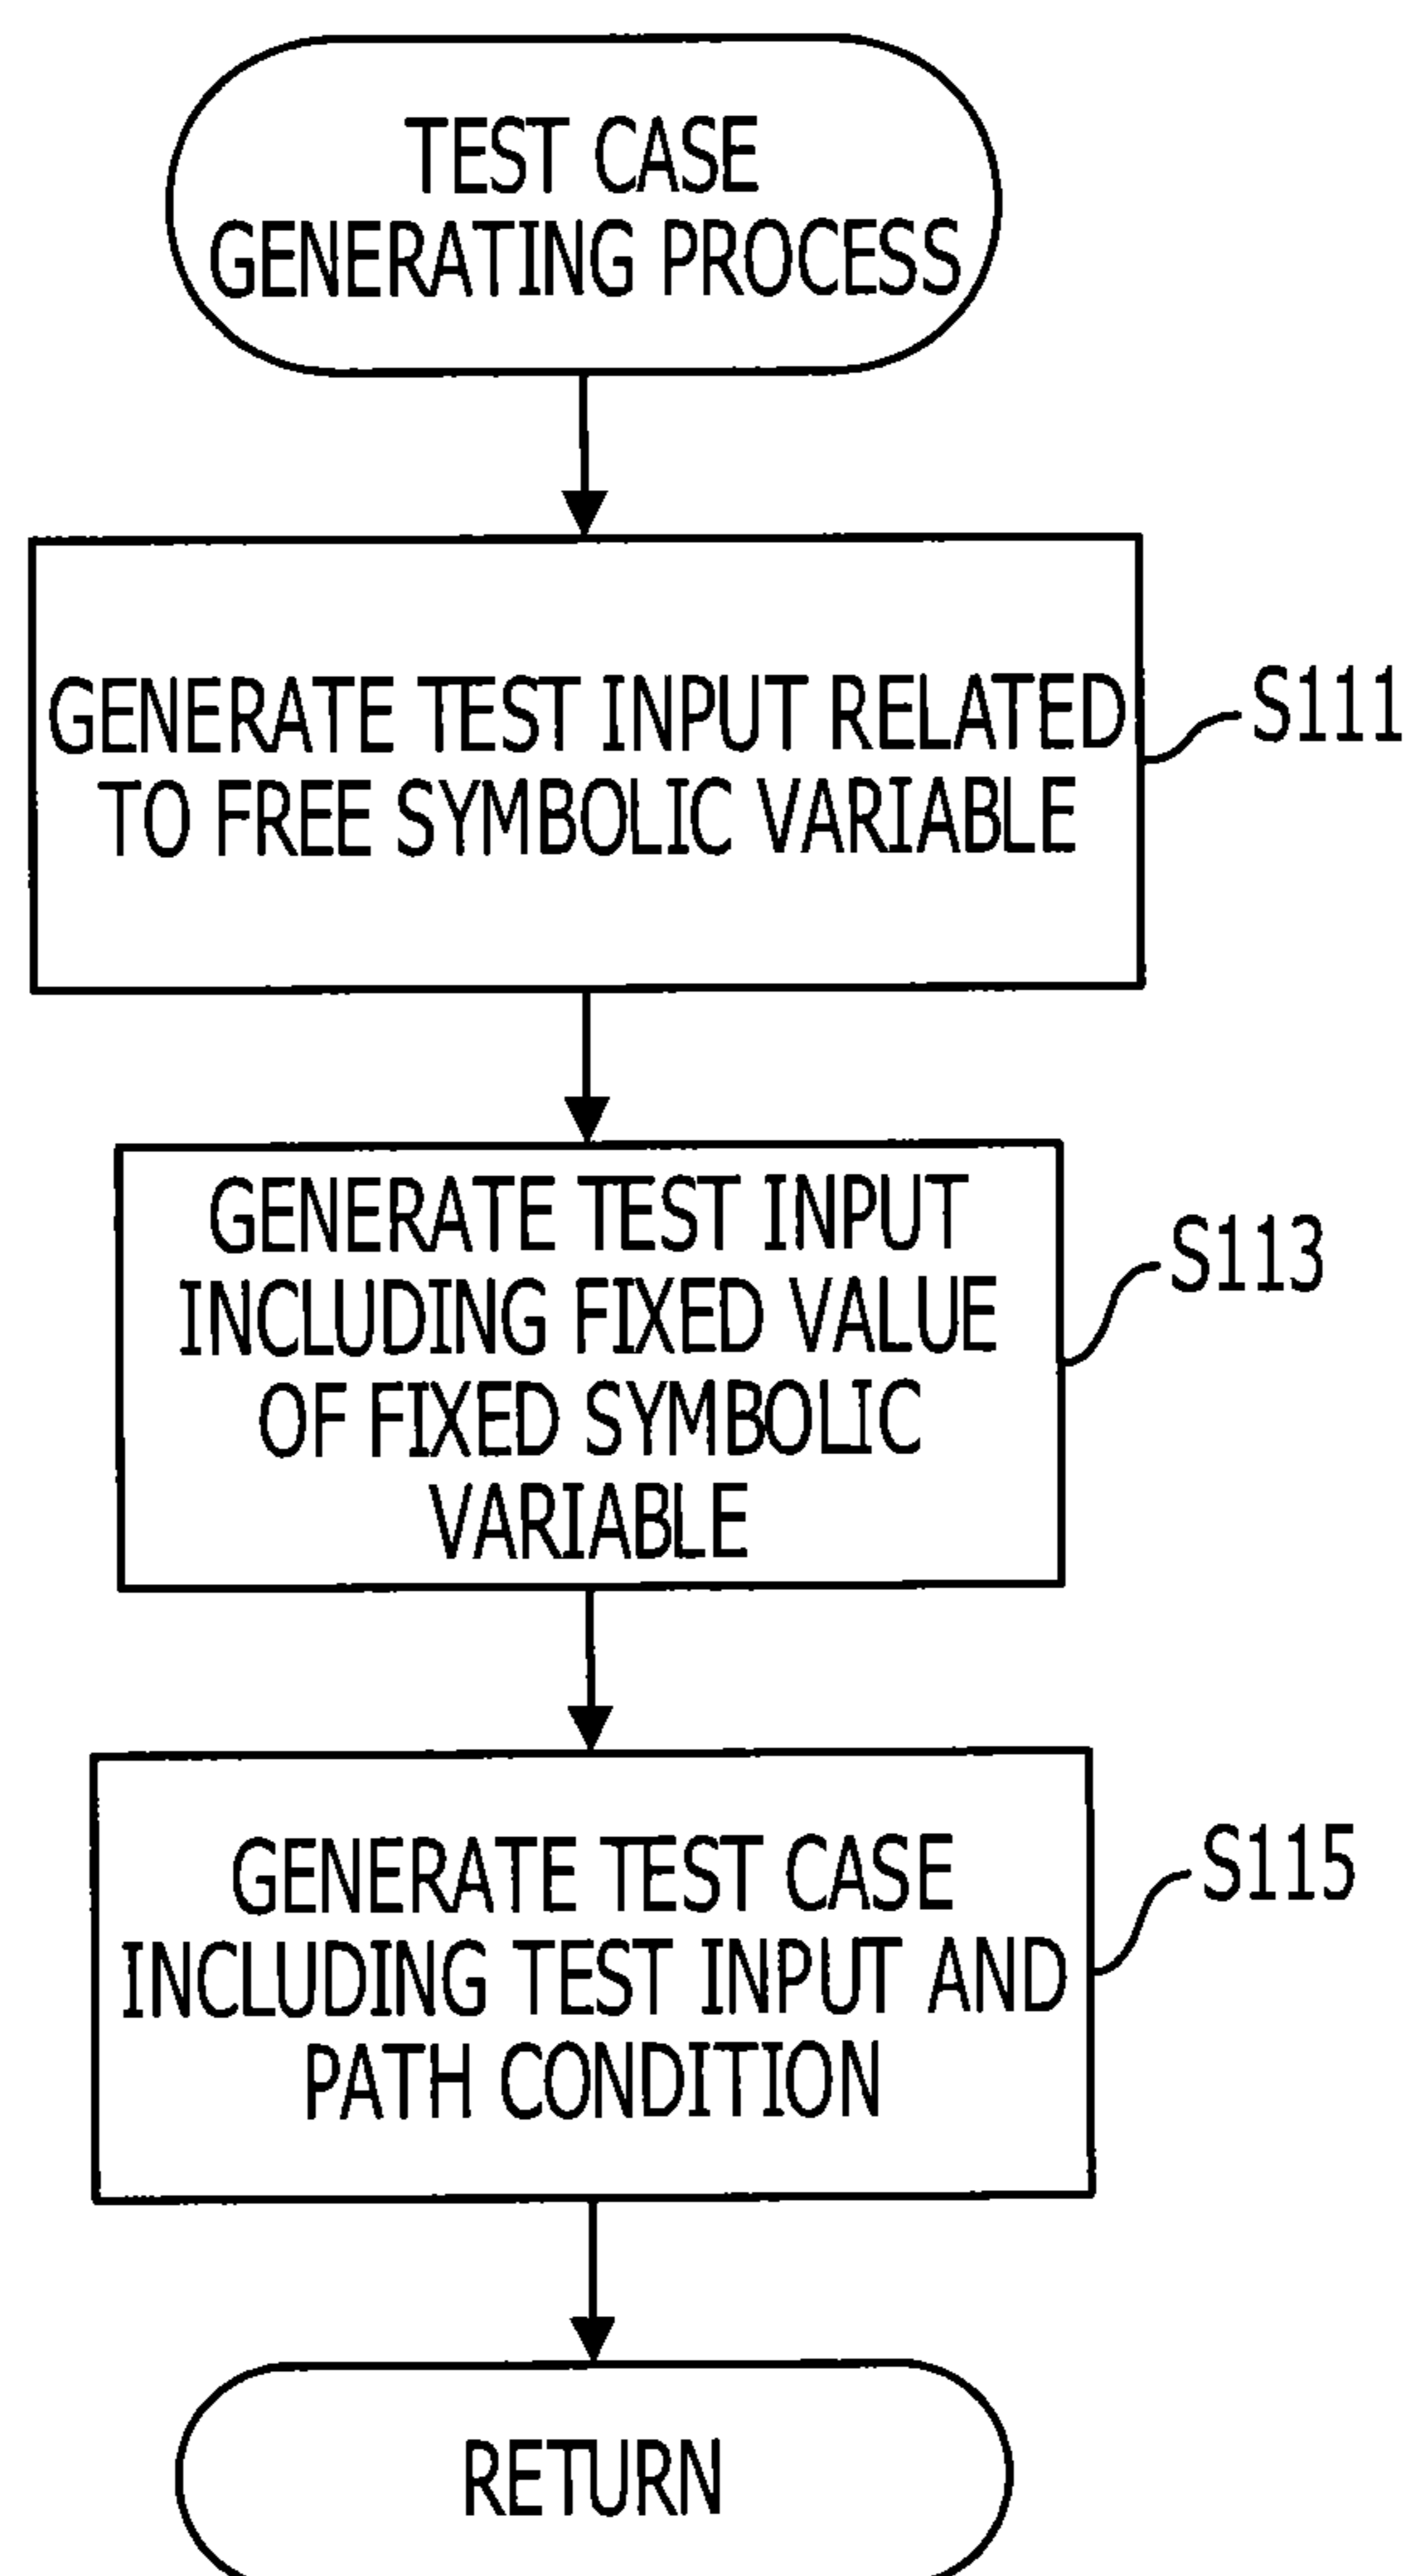 TEST CASE
GENERATING PROCESS
GENERATE TEST INPUT RELATED
TO FREE SYMBOLIC VARIABLE
S111
GENERATE TEST INPUT
INCLUDING FIXED VALUE
OF FIXED SYMBOLIC
VARIABLE
S113
GENERATE TEST CASE
INCLUDING TEST INPUT AND
PATH CONDITION
S115
RETURN